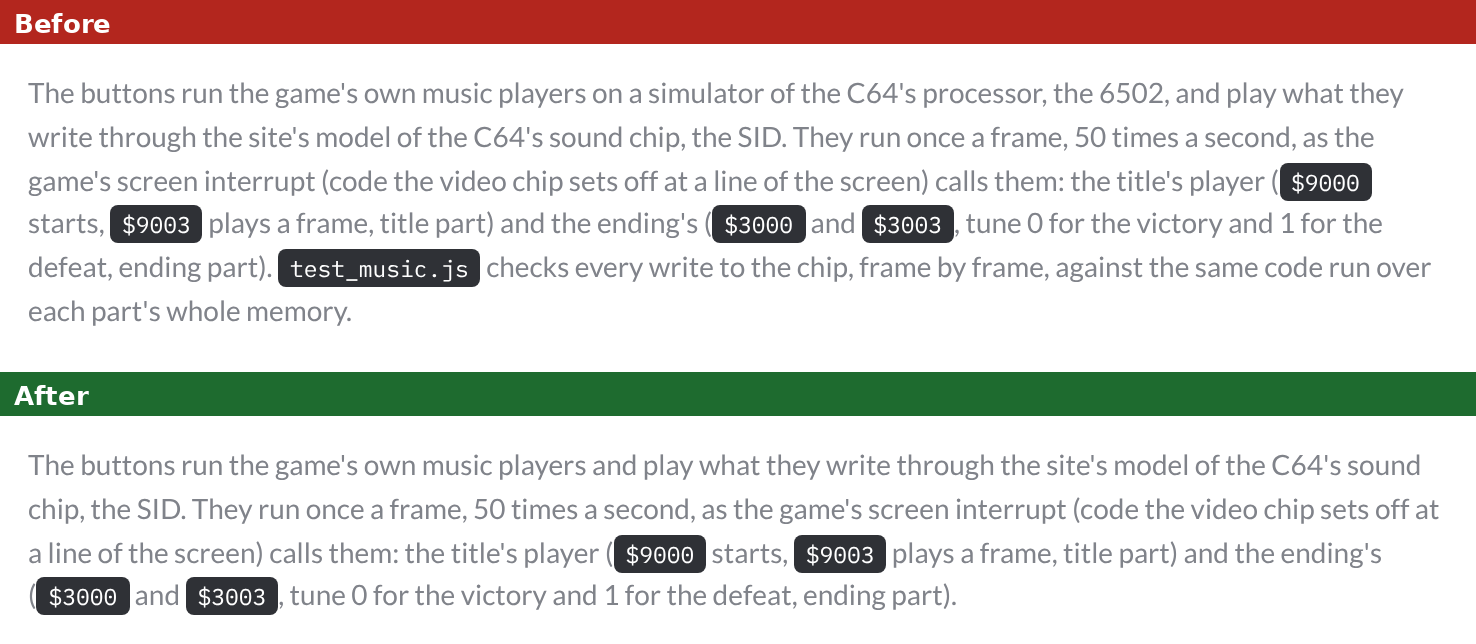 Before
The buttons run the game's own music players on a simulator of the C64's processor, the 6502, and play what they
write through the site's model of the C64's sound chip, the SID. They run once a frame, 50 times a second, as the
game's screen interrupt (code the video chip sets off at a line of the screen) calls them: the title's player ( $9000
starts, $9003 plays a frame, title part) and the ending's ( $3000 and $3003 , tune 0 for the victory and 1 for the
defeat, ending part). test_music.js checks every write to the chip, frame by frame, against the same code run over
each part's whole memory.
After
The buttons run the game's own music players and play what they write through the site's model of the C64's sound
chip, the SID. They run once a frame, 50 times a second, as the game's screen interrupt (code the video chip sets off at
a line of the screen) calls them: the title's player ( $9000 starts, $9003 plays a frame, title part) and the ending's
( $3000 and $3003 , tune 0 for the victory and 1 for the defeat, ending part).